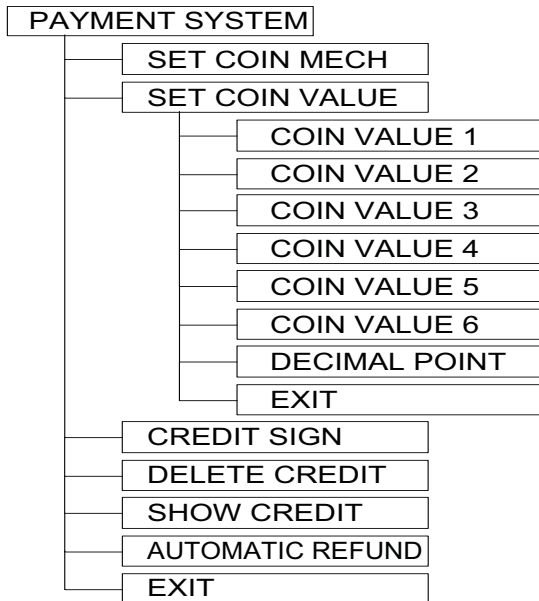 PAYMENT SYSTEM
SET COIN MECH
SET COIN VALUE
COIN VALUE 1
COIN VALUE 2
COIN VALUE 3
COIN VALUE 4
COIN VALUE 5
COIN VALUE 6
DECIMAL POINT
EXIT
CREDIT SIGN
DELETE CREDIT
SHOW CREDIT
AUTOMATIC REFUND
EXIT